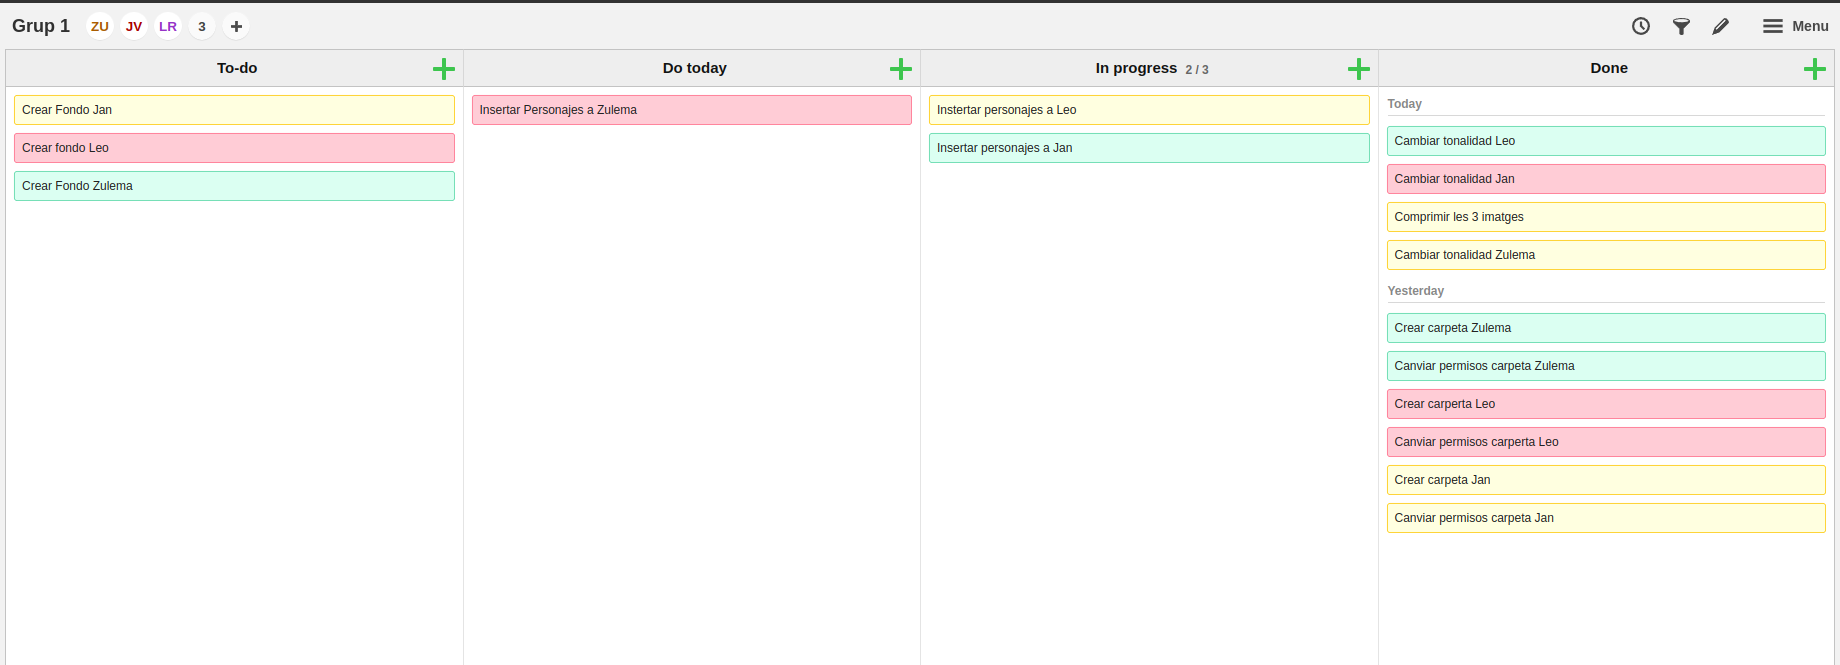 Grup 1 ZU JV LR 3 Menu
To-do
Do today
In progress 2 / 3
Done
Crear Fondo Jan
Crear fondo Leo
Crear Fondo Zulema
Insertar Personajes a Zulema
Instertar personajes a Leo
Insertar personajes a Jan
Today
Cambiar tonalidad Leo
Cambiar tonalidad Jan
Comprimir les 3 imatges
Cambiar tonalidad Zulema
Yesterday
Crear carpeta Zulema
Canviar permisos carpeta Zulema
Crear carperta Leo
Canviar permisos carperta Leo
Crear carpeta Jan
Canviar permisos carpeta Jan